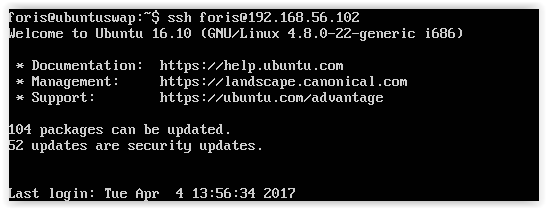 foris@ubuntuswap:~$ ssh foris@192.168.56.102
Welcome to Ubuntu 16.10 (GNU/Linux 4.8.0-22-generic i686)
* Documentation:  https://help.ubuntu.com
* Management:     https://landscape.canonical.com
* Support:        https://ubuntu.com/advantage
104 packages can be updated.
52 updates are security updates.
Last login: Tue Apr  4 13:56:34 2017